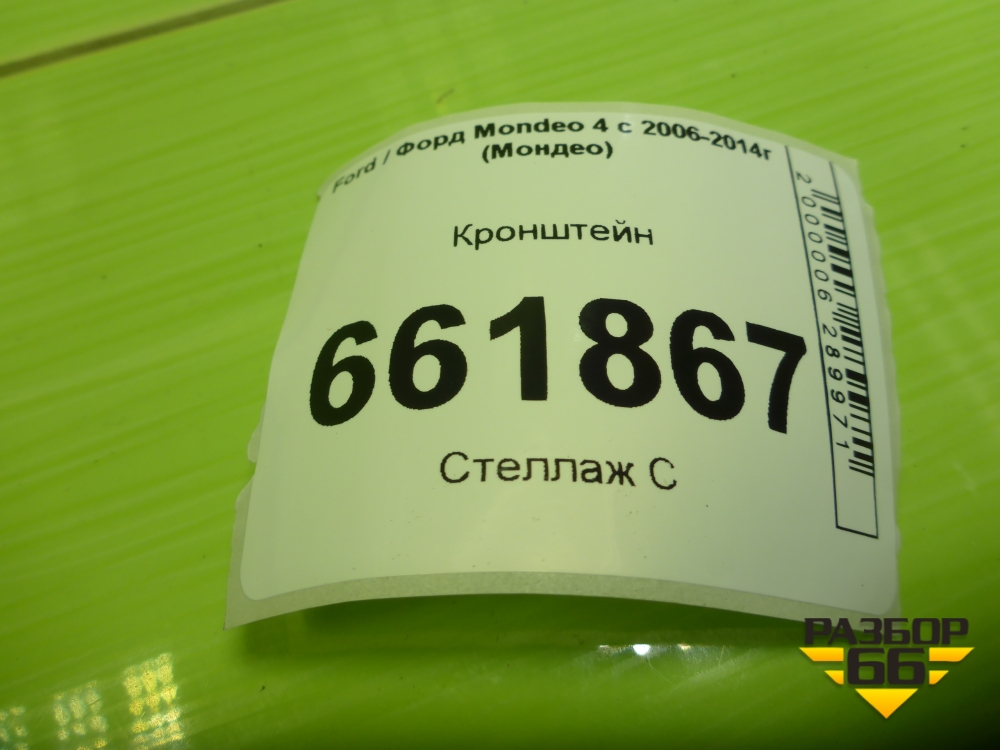 Ford / Форд Mondeo 4 с 2006-2014г
(Мондео)
Кронштейн
661867
Стеллаж С
2000006289971
РАЗБОР
66